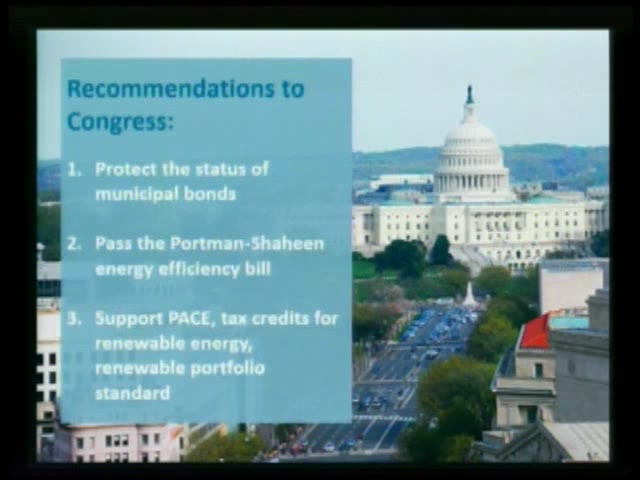 Recommendations to
Congress:
1. Protect the status of
municipal bonds
2. Pass the Portman-Shaheen
energy efficiency bill
3. Support PACE, tax credits for
renewable energy,
renewable portfolio
standard